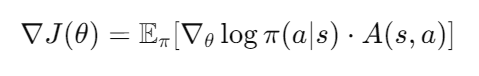 ∇J(θ) = 𝔼_π[∇_θ log π(a|s) · A(s, a)]